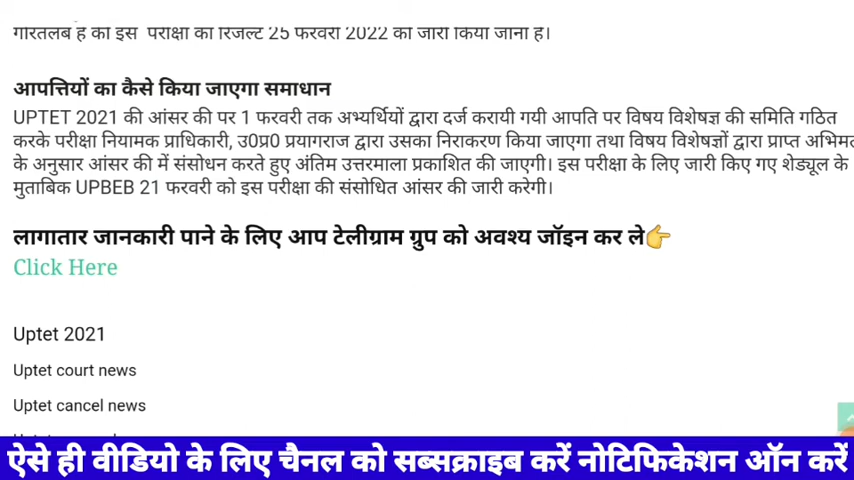 गौरतलब है की इस परीक्षा का रिजल्ट 25 फरवरी 2022 को जारी किया जाना है।
आपत्तियों का कैसे किया जाएगा समाधान
UPTET 2021 की आंसर की पर 1 फरवरी तक अभ्यर्थियों द्वारा दर्ज करायी गयी आपति पर विषय विशेषज्ञ की समिति गठित
करके परीक्षा नियामक प्राधिकारी, उ0प्र0 प्रयागराज द्वारा उसका निराकरण किया जाएगा तथा विषय विशेषज्ञों द्वारा प्राप्त अभिमत
के अनुसार आंसर की में संसोधन करते हुए अंतिम उत्तरमाला प्रकाशित की जाएगी। इस परीक्षा के लिए जारी किए गए शेड्यूल के
मुताबिक UPBEB 21 फरवरी को इस परीक्षा की संसोधित आंसर की जारी करेगी।
लागातार जानकारी पाने के लिए आप टेलीग्राम ग्रुप को अवश्य जॉइन कर ले👉
Click Here
Uptet 2021
Uptet court news
Uptet cancel news
ऐसे ही वीडियो के लिए चैनल को सब्सक्राइब करें नोटिफिकेशन ऑन करें